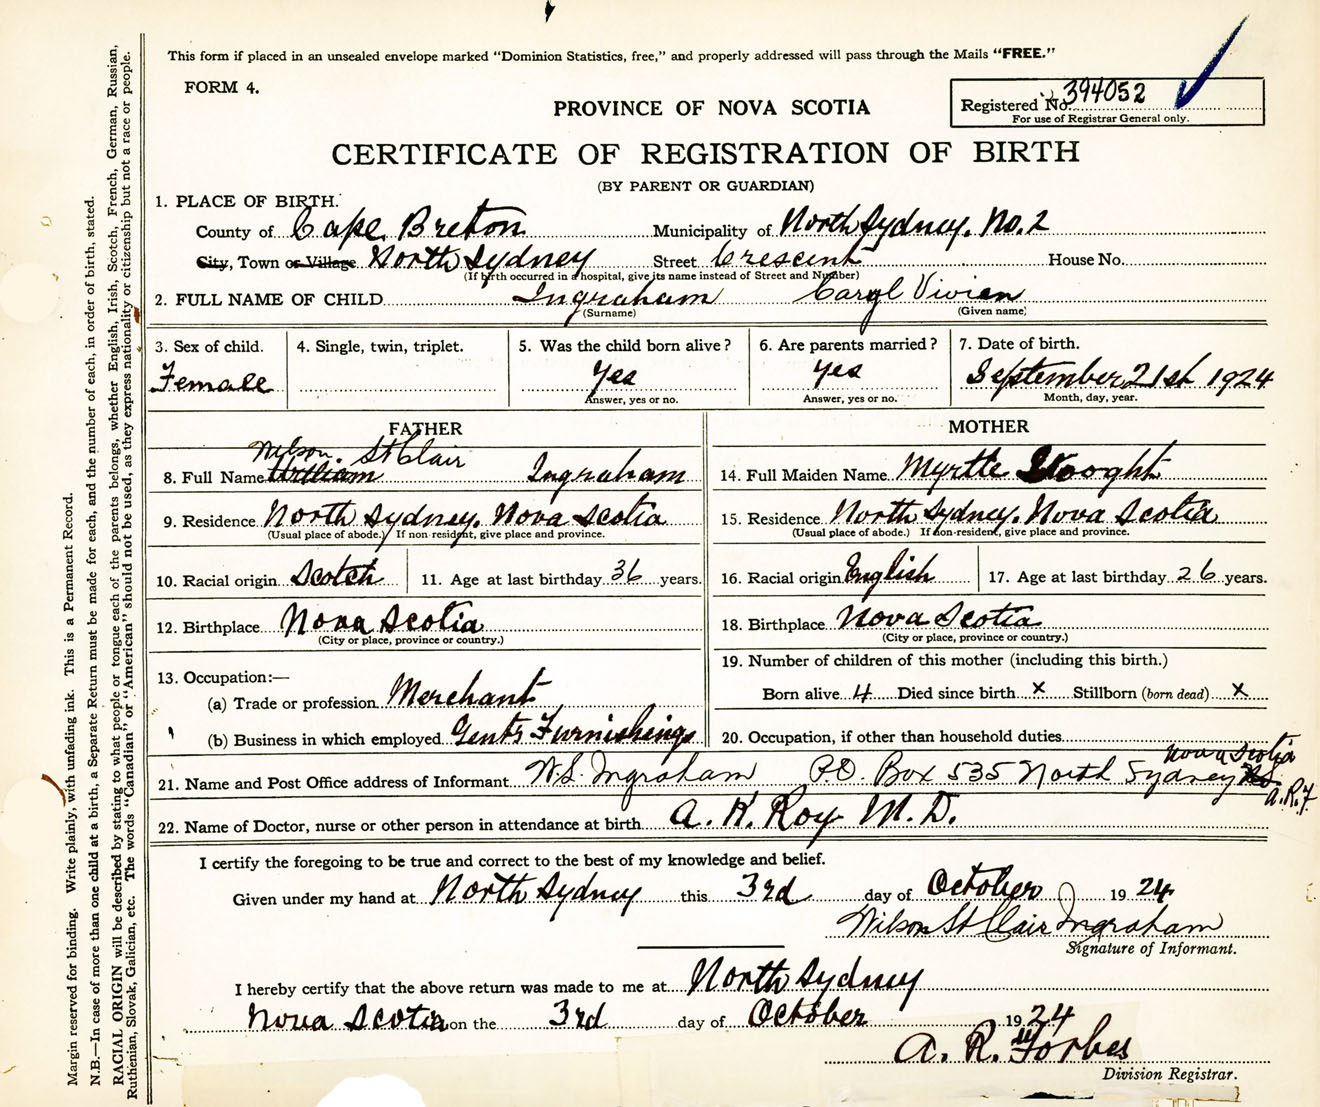 This form if placed in an unsealed envelope marked "Dominion Statistics, free," and properly addressed will pass through the Mails "FREE."
FORM 4.
PROVINCE OF NOVA SCOTIA
Registered No. 394052
For use of Registrar General only.
CERTIFICATE OF REGISTRATION OF BIRTH
(BY PARENT OR GUARDIAN)
1. PLACE OF BIRTH.
County of Cape Breton Municipality of North Sydney. No. 2
City, Town or Village North Sydney Street Crescent House No.
(If birth occurred in a hospital, give its name instead of Street and Number)
2. FULL NAME OF CHILD Ingraham Caryl Vivien
(Surname) (Given name)
3. Sex of child. 4. Single, twin, triplet. 5. Was the child born alive? 6. Are parents married? 7. Date of birth.
Female Yes Yes September 21st 1924
Answer, yes or no. Answer, yes or no. Month, day, year.
FATHER
Wilson. St Clair
8. Full Name William Ingraham
9. Residence North Sydney. Nova Scotia
(Usual place of abode.) If non-resident, give place and province.
10. Racial origin Scotch 11. Age at last birthday 36 years.
12. Birthplace Nova Scotia
(City or place, province or country.)
13. Occupation:—
(a) Trade or profession Merchant
(b) Business in which employed Gents Furnishings
MOTHER
14. Full Maiden Name Myrtle
15. Residence North Sydney. Nova Scotia
(Usual place of abode.) If non-resident, give place and province.
16. Racial origin English 17. Age at last birthday 26 years.
18. Birthplace Nova Scotia
(City or place, province or country.)
19. Number of children of this mother (including this birth.)
Born alive 4 Died since birth x Stillborn (born dead) x
20. Occupation, if other than household duties
Nova Scotia
21. Name and Post Office address of Informant W.S. Ingraham P.O. Box 535 North Sydney
A.R.F
22. Name of Doctor, nurse or other person in attendance at birth A. K. Roy M.D.
I certify the foregoing to be true and correct to the best of my knowledge and belief.
Given under my hand at North Sydney this 3rd day of October 1924
Wilson St Clair Ingraham
Signature of Informant.
I hereby certify that the above return was made to me at North Sydney
Nova Scotia on the 3rd day of October 1924
A. R. Forbes
Division Registrar.
Margin reserved for binding. Write plainly, with unfading ink. This is a Permanent Record.
N.B.—In case of more than one child at a birth, a Separate Return must be made for each, and the number of each, in order of birth, stated.
RACIAL ORIGIN will be described by stating to what people or tongue each of the parents belongs, whether English, Irish, Scotch, French, German, Russian,
Ruthenian, Slovak, Galician, etc. The words "Canadian" or "American" should not be used, as they express nationality or citizenship but not a race or people.